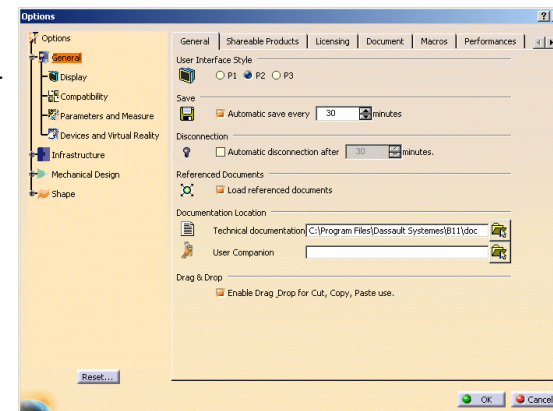 Options
Options
General
Display
Compatibility
Parameters and Measure
Devices and Virtual Reality
Infrastructure
Mechanical Design
Shape
Reset...
General Shareable Products Licensing Document Macros Performances
User Interface Style
P1 P2 P3
Save
Automatic save every 30 minutes
Disconnection
Automatic disconnection after 30 minutes.
Referenced Documents
Load referenced documents
Documentation Location
Technical documentation C:\Program Files\Dassault Systemes\B11\doc
User Companion
Drag & Drop
Enable Drag_Drop for Cut, Copy, Paste use.
OK Cancel